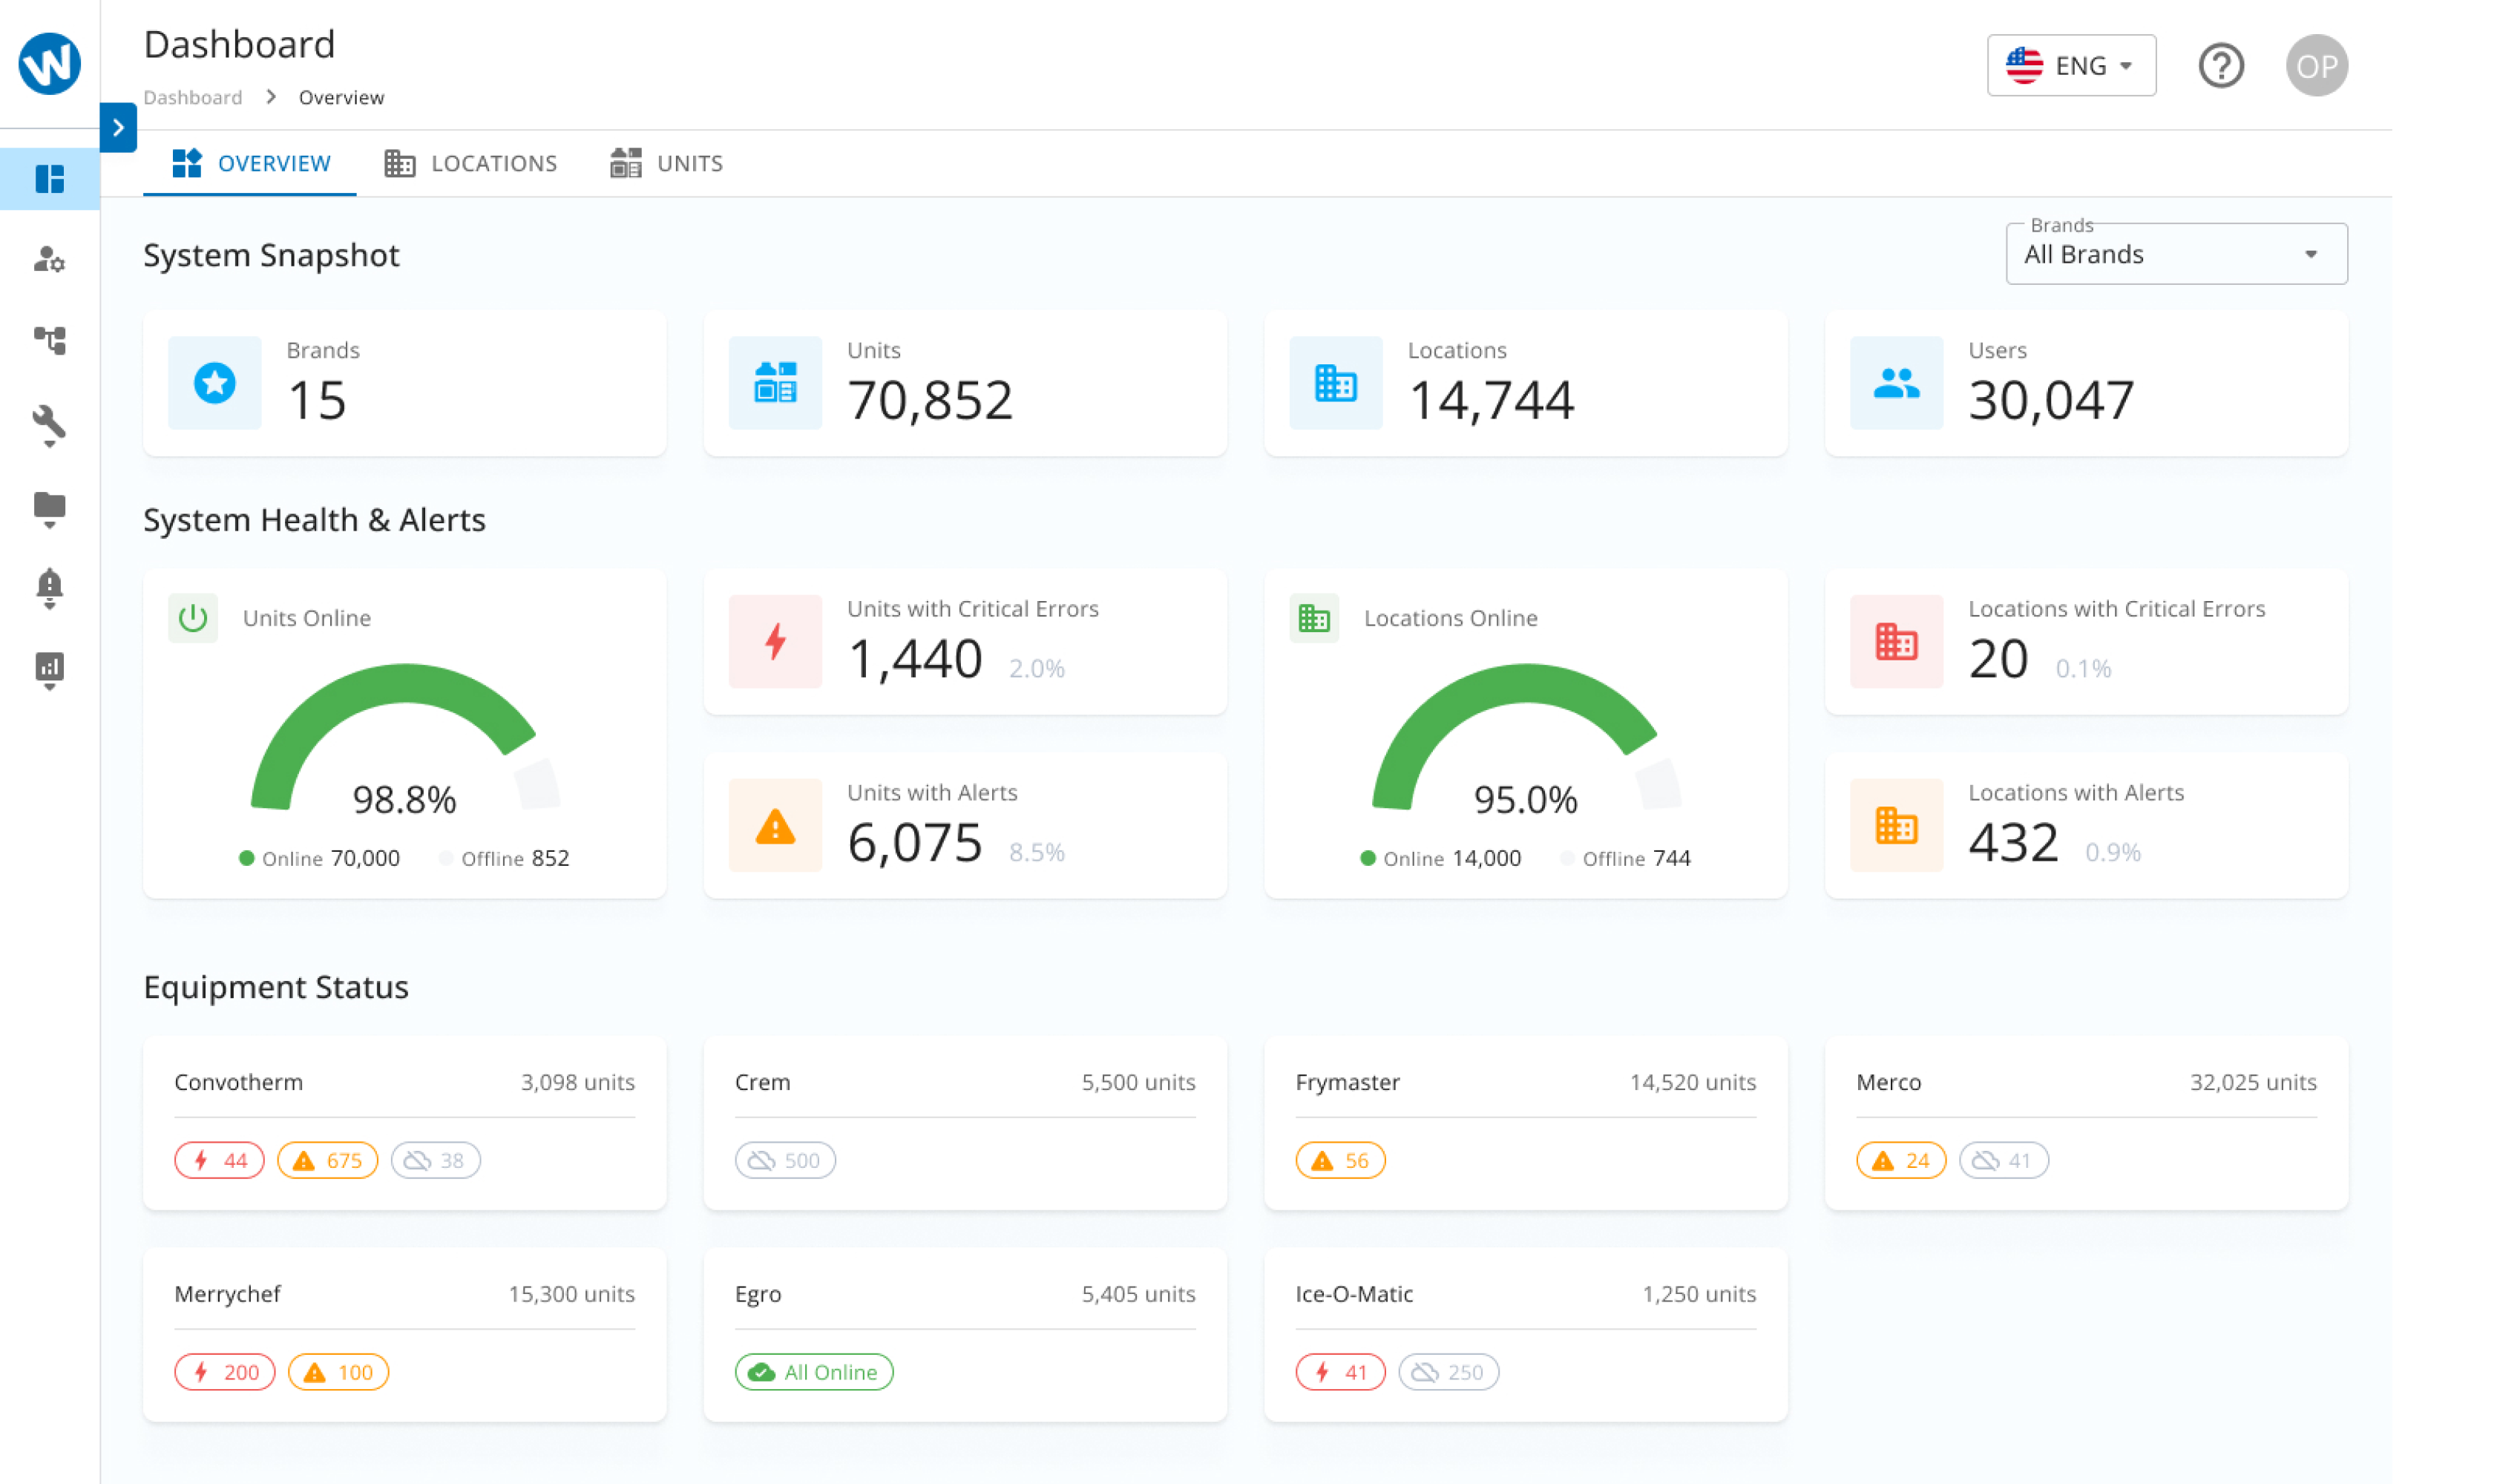 W
Dashboard
Dashboard > Overview
ENG
?
OP
OVERVIEW
LOCATIONS
UNITS
System Snapshot
Brands
All Brands
Brands
15
Units
70,852
Locations
14,744
Users
30,047
System Health & Alerts
Units Online
98.8%
Online 70,000
Offline 852
Units with Critical Errors
1,440 2.0%
Units with Alerts
6,075 8.5%
Locations Online
95.0%
Online 14,000
Offline 744
Locations with Critical Errors
20 0.1%
Locations with Alerts
432 0.9%
Equipment Status
Convotherm 3,098 units
44 675 38
Crem 5,500 units
500
Frymaster 14,520 units
56
Merco 32,025 units
24 41
Merrychef 15,300 units
200 100
Egro 5,405 units
All Online
Ice-O-Matic 1,250 units
41 250